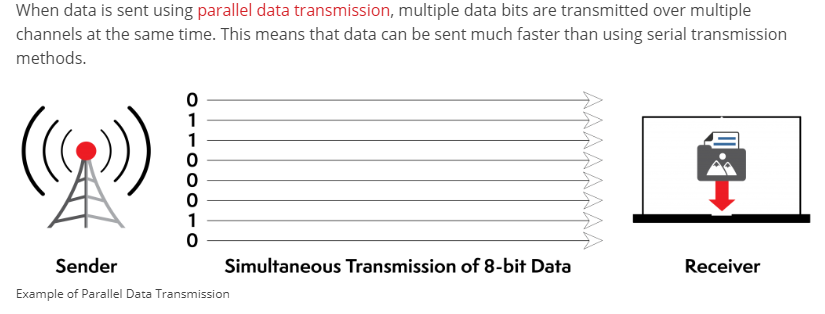 When data is sent using parallel data transmission, multiple data bits are transmitted over multiple
channels at the same time. This means that data can be sent much faster than using serial transmission
methods.
0
1
1
0
0
0
1
0
Sender
Simultaneous Transmission of 8-bit Data
Receiver
Example of Parallel Data Transmission